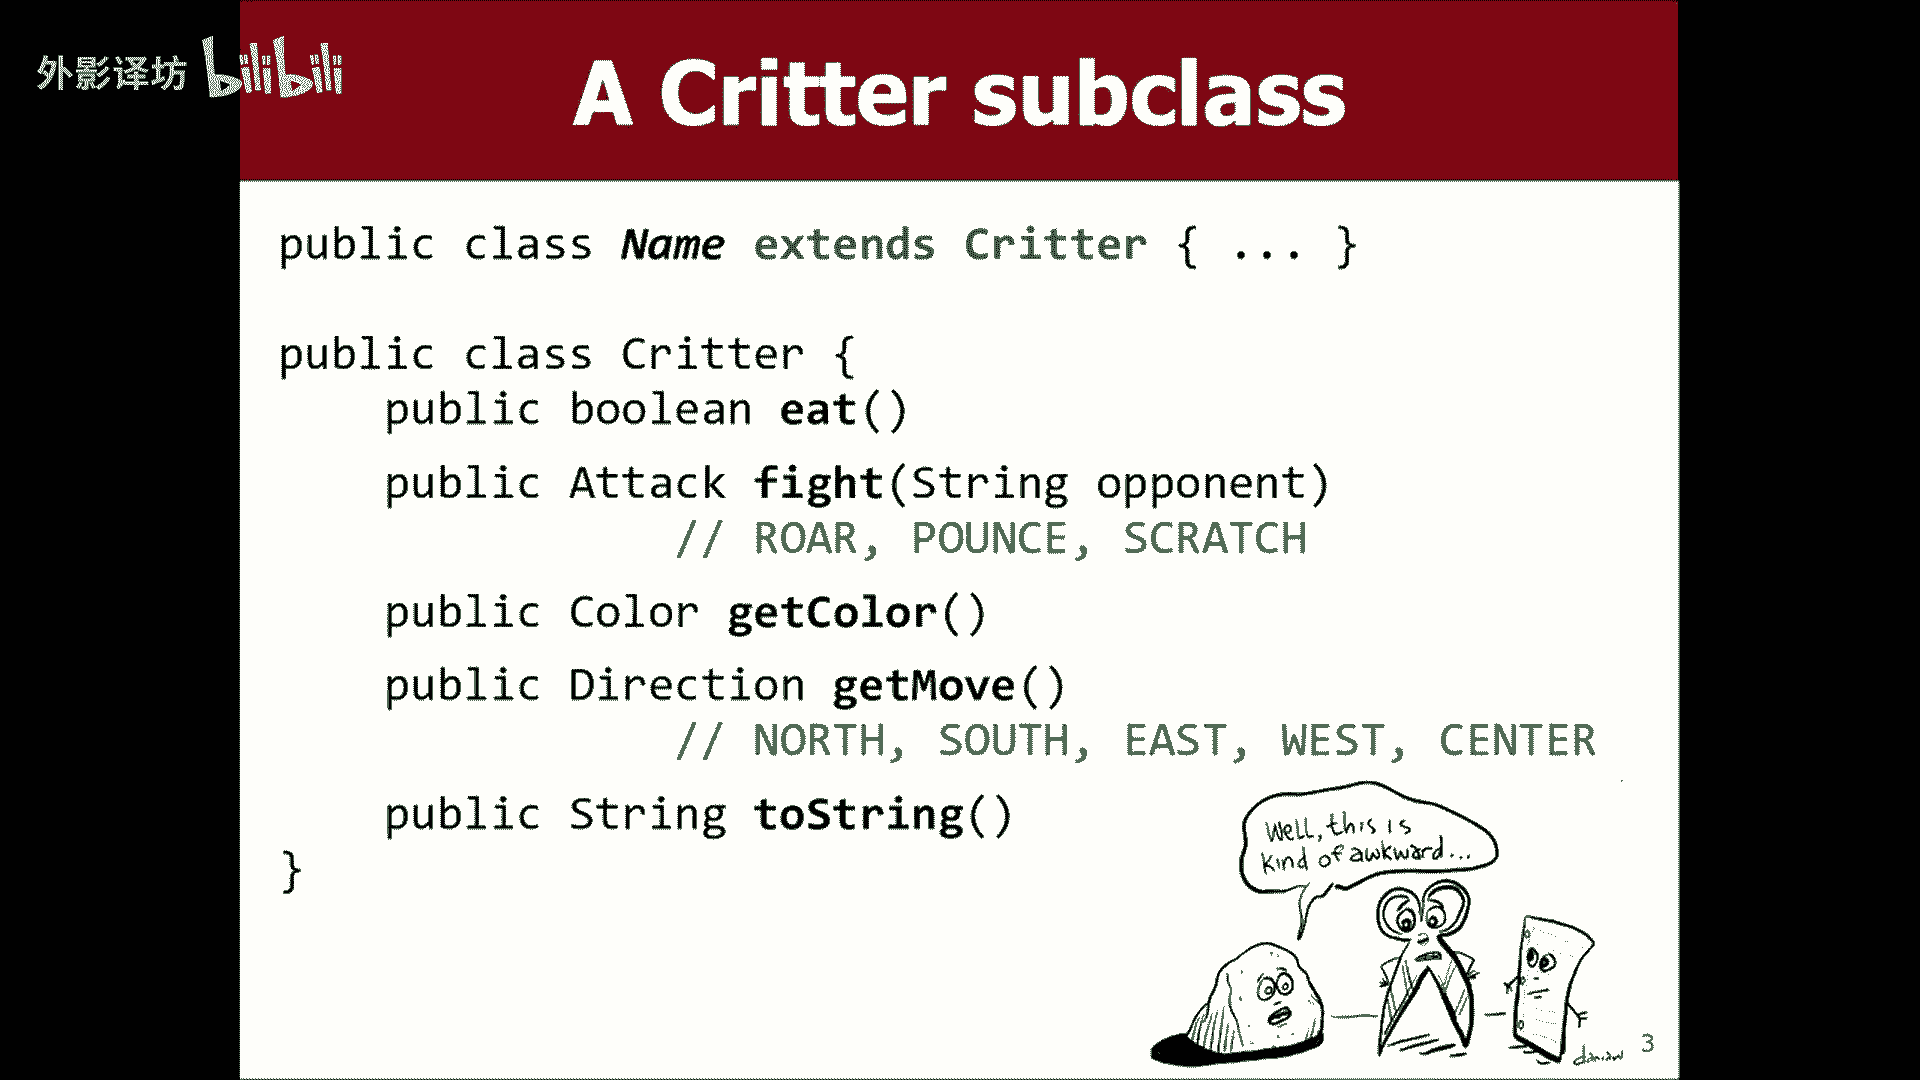 外影译坊 bilibili
A Critter subclass
public class Name extends Critter { ... }
public class Critter {
public boolean eat()
public Attack fight(String opponent)
// ROAR, POUNCE, SCRATCH
public Color getColor()
public Direction getMove()
// NORTH, SOUTH, EAST, WEST, CENTER
public String toString()
}
Well, this is
kind of awkward...
3